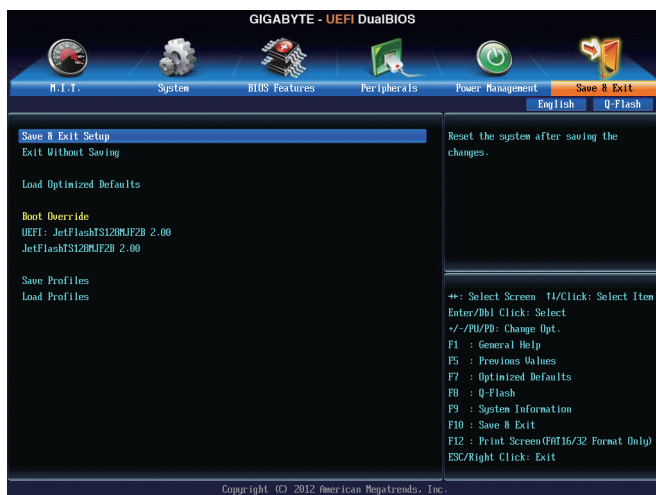 GIGABYTE - UEFI DualBIOS
M.I.T.
System
BIOS Features
Peripherals
Power Management
Save & Exit
English
Q-Flash
Save & Exit Setup
Exit Without Saving
Load Optimized Defaults
Boot Override
UEFI: JetFlashTS128MJF2B 2.00
JetFlashTS128MJF2B 2.00
Save Profiles
Load Profiles
Reset the system after saving the
changes.
→←: Select Screen ↑↓/Click: Select Item
Enter/Dbl Click: Select
+/-/PU/PD: Change Opt.
F1 : General Help
F5 : Previous Values
F7 : Optimized Defaults
F8 : Q-Flash
F9 : System Information
F10 : Save & Exit
F12 : Print Screen(FAT16/32 Format Only)
ESC/Right Click: Exit
Copyright (C) 2012 American Megatrends, Inc.